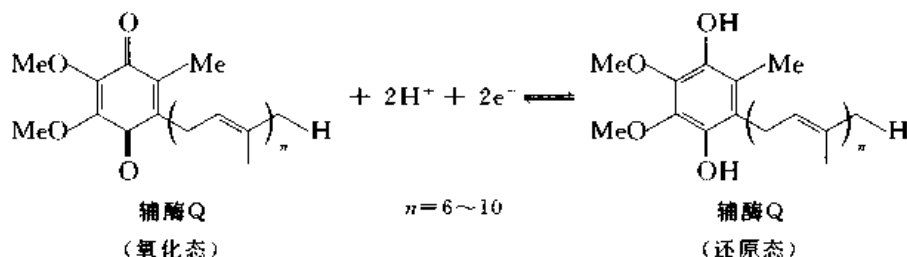 O OH
MeO Me MeO Me
+ 2H⁺ + 2e⁻ ⇌
MeO H MeO H
n n
O OH
辅酶Q n=6～10 辅酶Q
（氧化态） （还原态）